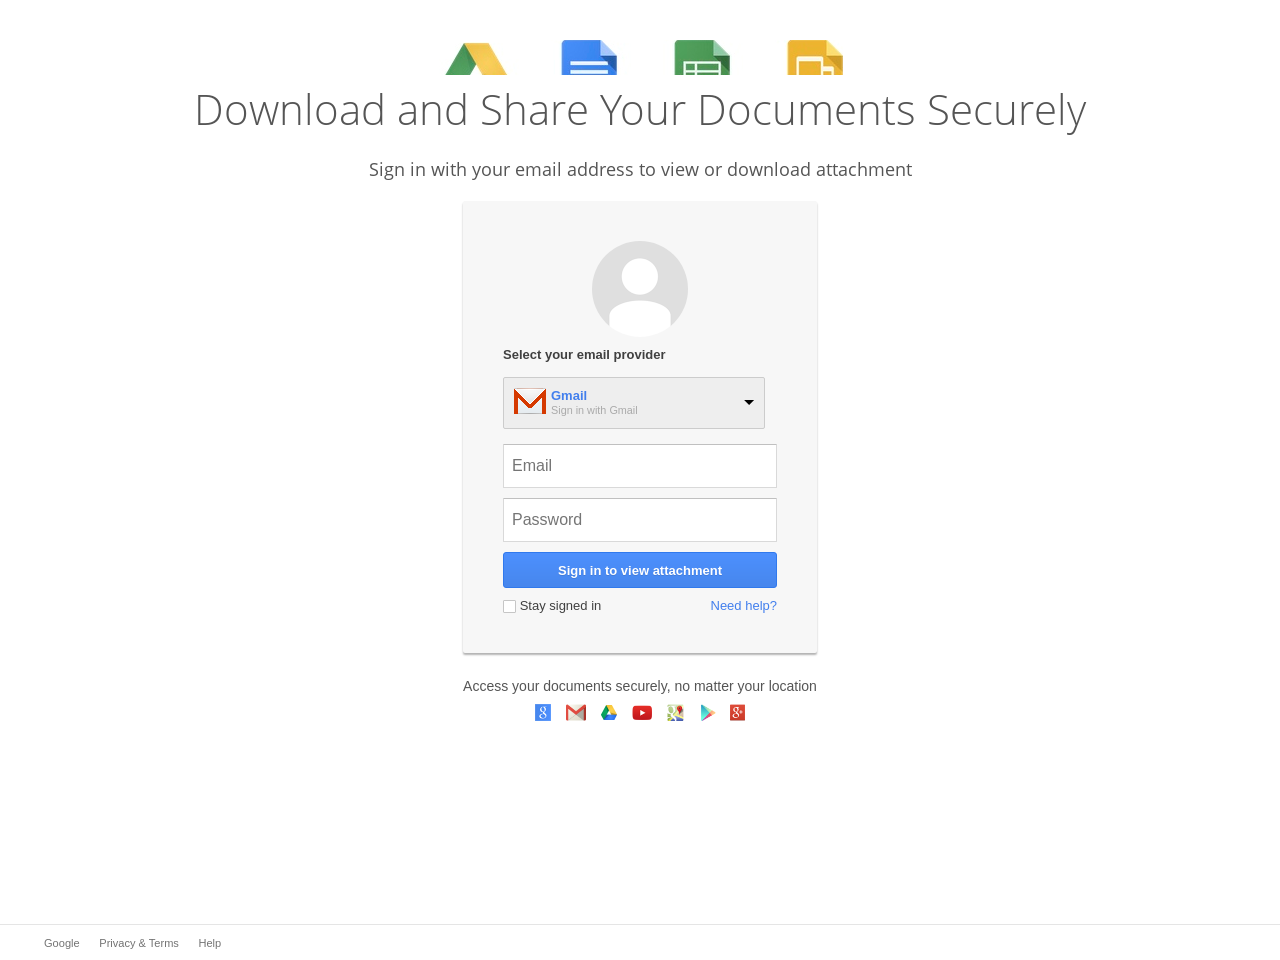 Download and Share Your Documents Securely
Sign in with your email address to view or download attachment
Select your email provider
Gmail
Sign in with Gmail
Email
Password
Sign in to view attachment
Stay signed in Need help?
Access your documents securely, no matter your location
Google Privacy & Terms Help